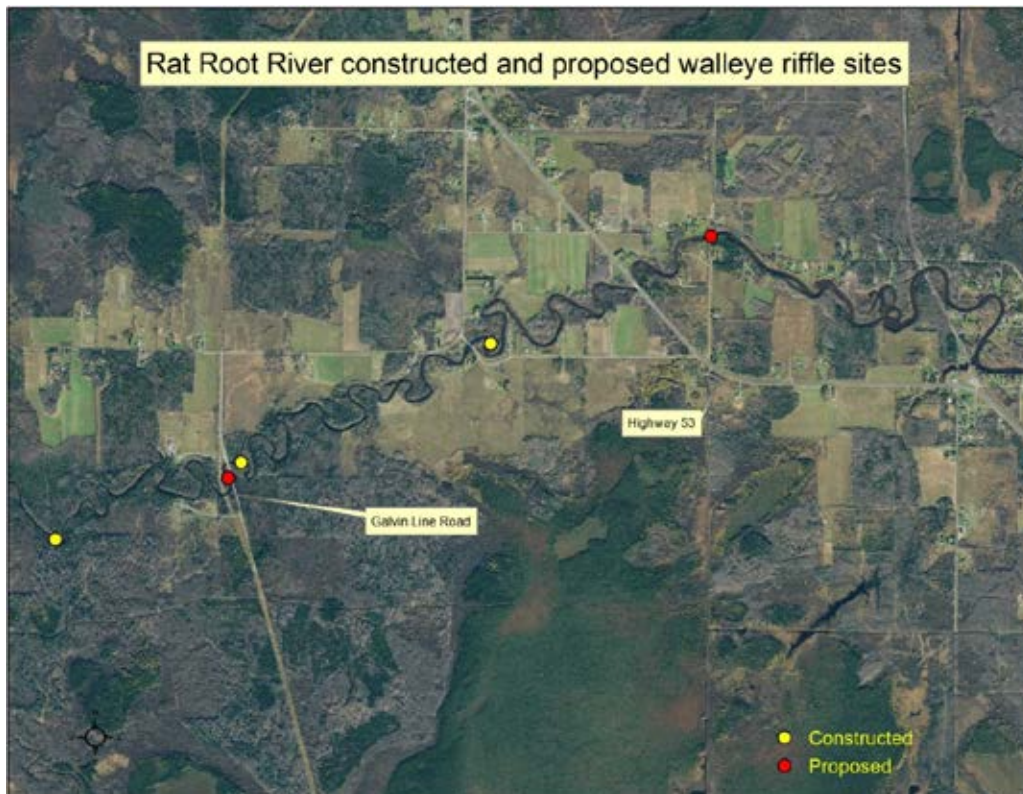 Rat Root River constructed and proposed walleye riffle sites
Highway 53
Galvin Line Road
Constructed
Proposed